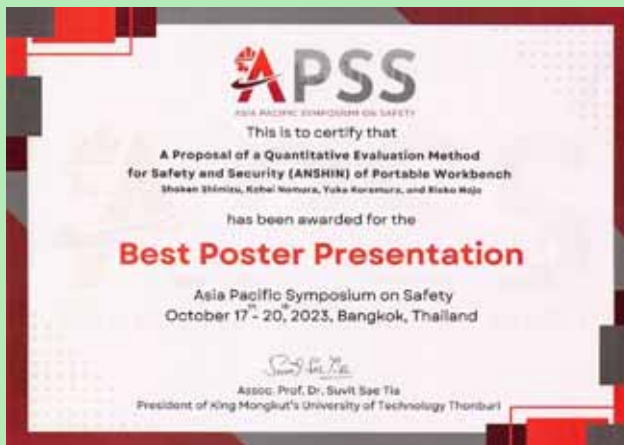 APSS
ASIA PACIFIC SYMPOSIUM ON SAFETY
This is to certify that
A Proposal of a Quantitative Evaluation Method
for Safety and Security (ANSHIN) of Portable Workbench
Shoken Shimizu, Kohei Nomura, Yuka Koremura, and Risko Nojo
has been awarded for the
Best Poster Presentation
Asia Pacific Symposium on Safety
October 17th - 20th, 2023, Bangkok, Thailand
Assoc. Prof. Dr. Suvit Sae Tia
President of King Mongkut's University of Technology Thonburi